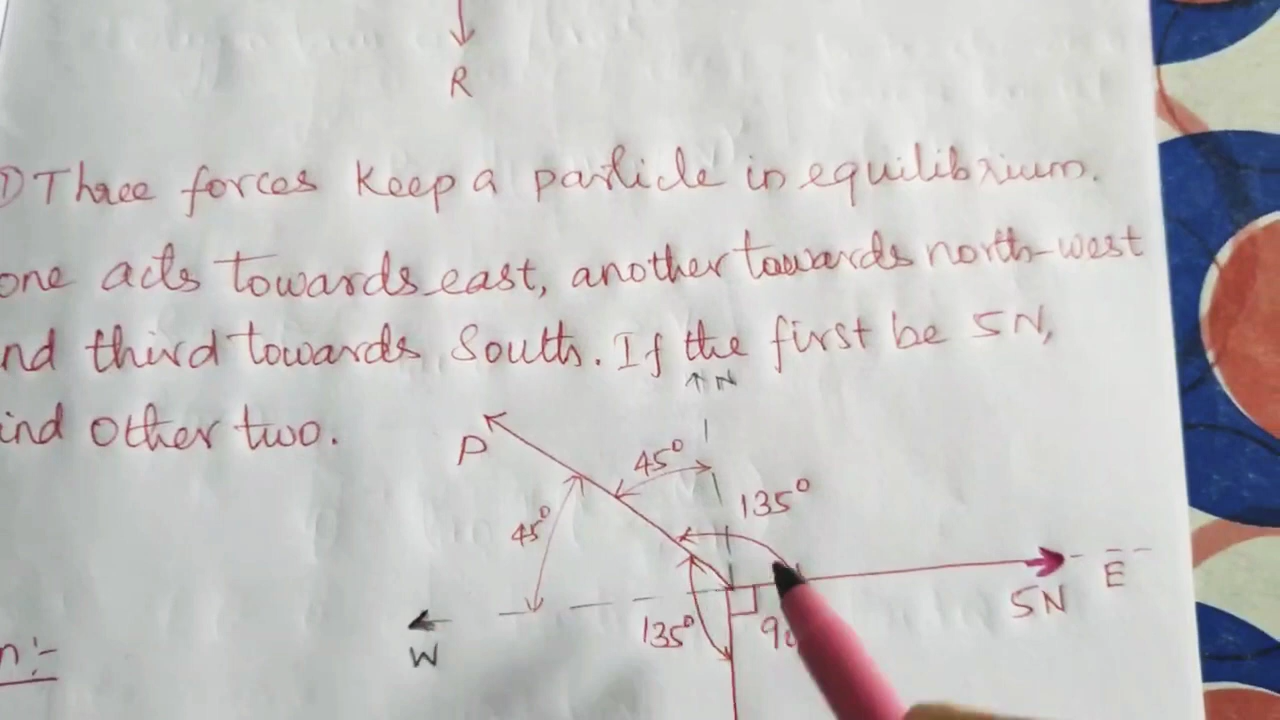 R
1) Three forces keep a particle in equilibrium.
one acts towards east, another towards north-west
nd third towards South. If the first be 5N,
ind other two.
↑ N
P
45°
135°
45°
E
5N
135°
W
n:-